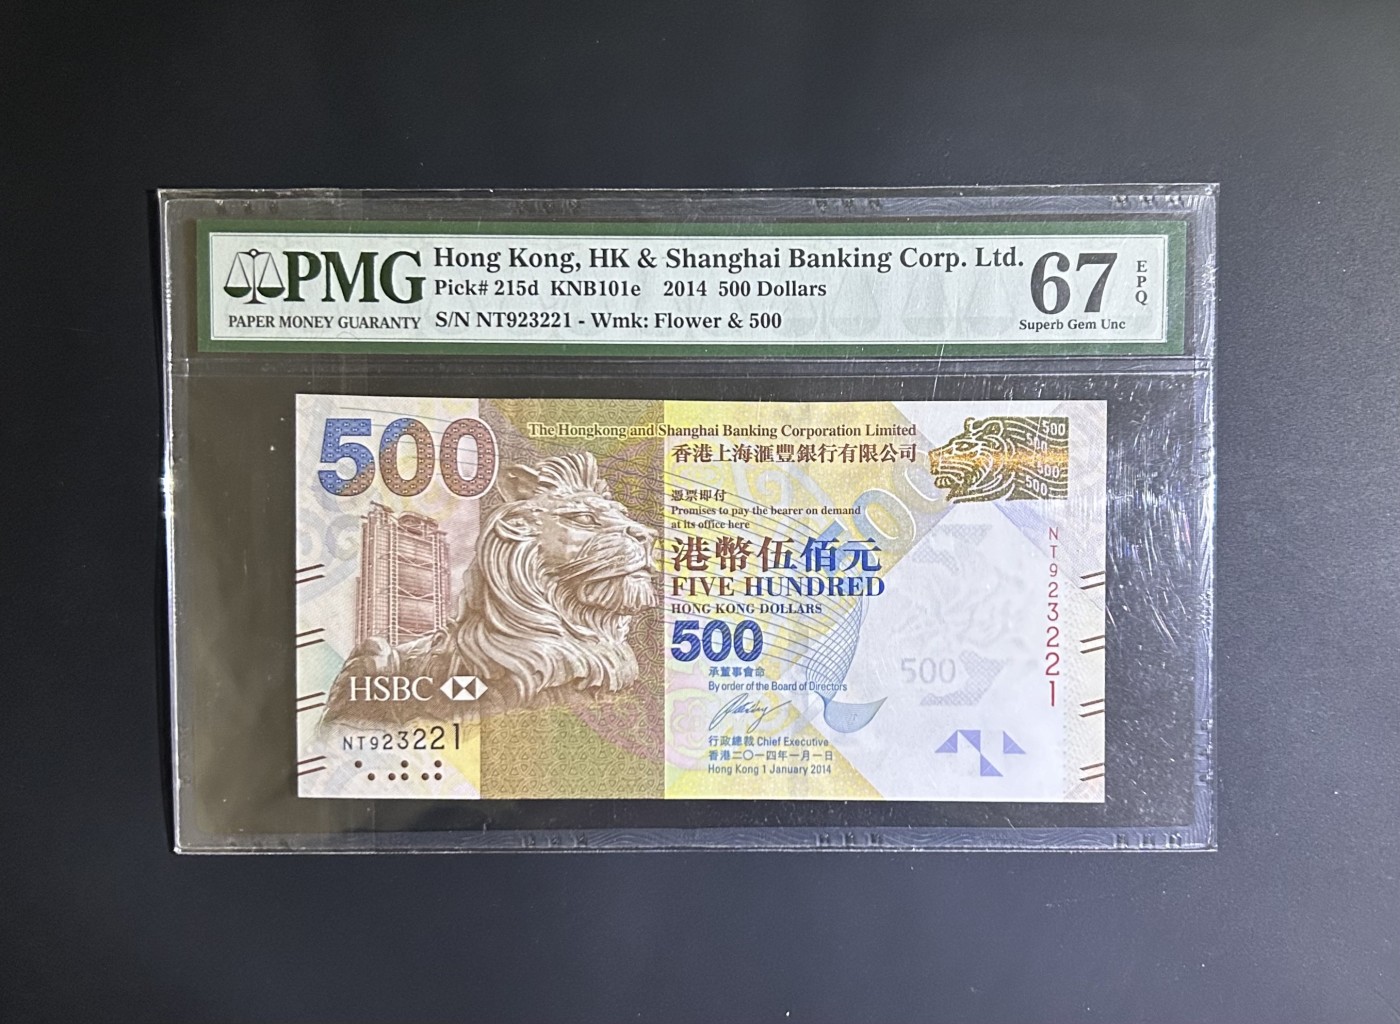 PMG
PAPER MONEY GUARANTY
Hong Kong, HK & Shanghai Banking Corp. Ltd.
Pick# 215d KNB101e 2014 500 Dollars
S/N NT923221 - Wmk: Flower & 500
67
EPQ
Superb Gem Unc
500
The Hongkong and Shanghai Banking Corporation Limited
香港上海滙豐銀行有限公司
500
500
500
500
憑票即付
Promises to pay the bearer on demand
at its office here
500
港幣伍佰元
FIVE HUNDRED
HONG KONG DOLLARS
500
NT923221
500
承董事會命
By order of the Board of Directors
HSBC
NT923221
行政總裁 Chief Executive
香港二〇一四年一月一日
Hong Kong 1 January 2014